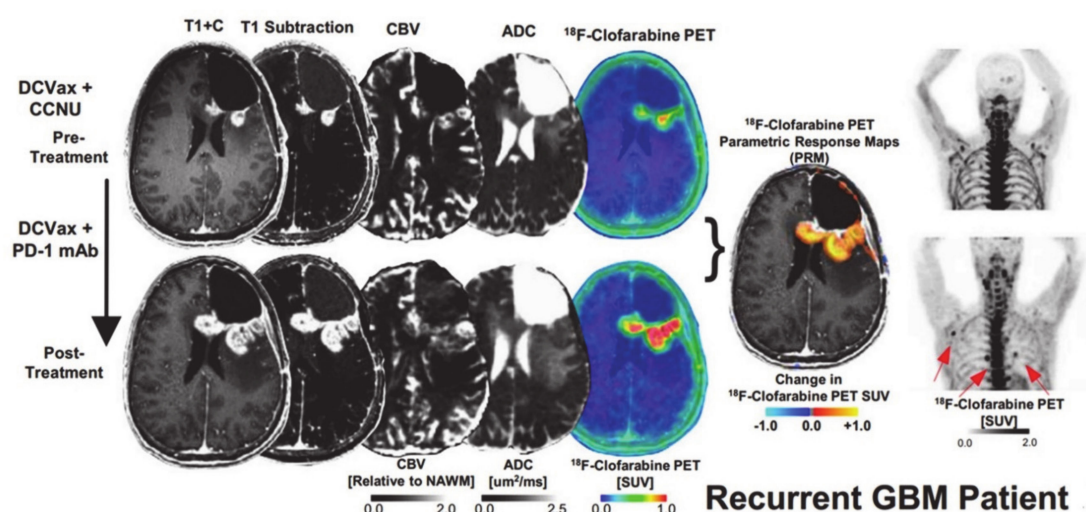 T1+C T1 Subtraction CBV ADC ¹⁸F-Clofarabine PET
DCVax +
CCNU
Pre-
Treatment
DCVax +
PD-1 mAb
Post-
Treatment
¹⁸F-Clofarabine PET
Parametric Response Maps
(PRM)
}
Change in
¹⁸F-Clofarabine PET SUV
-1.0 0.0 +1.0
¹⁸F-Clofarabine PET
[SUV]
0.0 2.0
CBV
[Relative to NAWM]
0.0 2.0
ADC
[um²/ms]
0.0 2.5
¹⁸F-Clofarabine PET
[SUV]
0.0 1.0
Recurrent GBM Patient